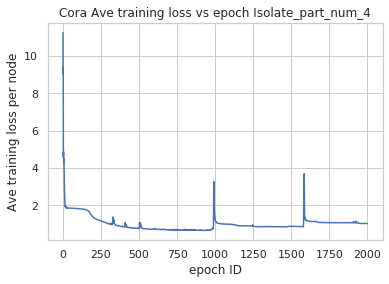 Cora Ave training loss vs epoch Isolate_part_num_4
Ave training loss per node
10
8
6
4
2
0 250 500 750 1000 1250 1500 1750 2000
epoch ID